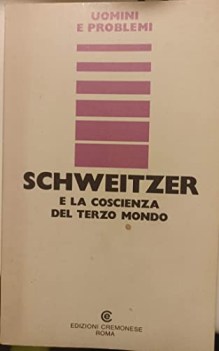 UOMINI
E PROBLEMI
SCHWEITZER
E LA COSCIENZA
DEL TERZO MONDO
EDIZIONI CREMONESE
ROMA